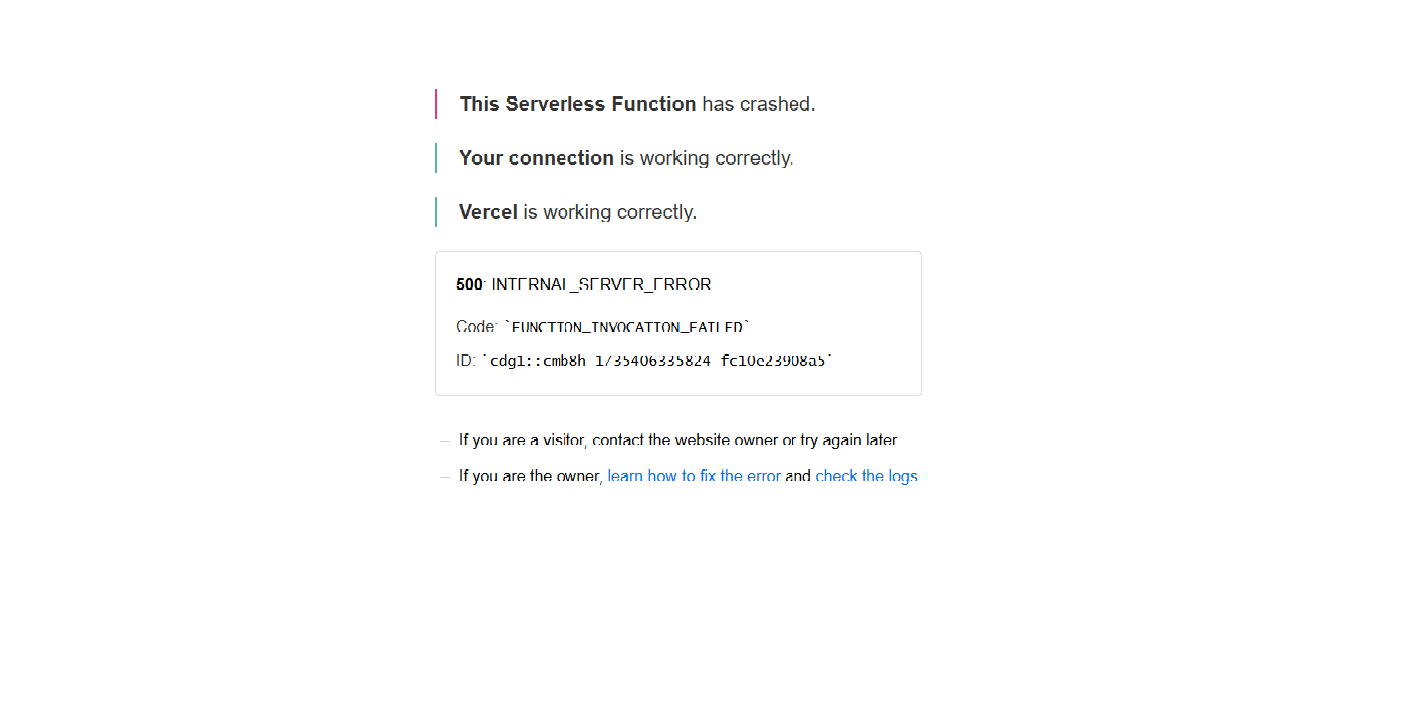 This Serverless Function has crashed.
Your connection is working correctly.
Vercel is working correctly.
500: INTERNAL_SERVER_ERROR
Code: `FUNCTION_INVOCATION_FAILED`
ID: `cdg1::cmb8h-1735406335824-fc10e23908a5`
– If you are a visitor, contact the website owner or try again later
– If you are the owner, learn how to fix the error and check the logs